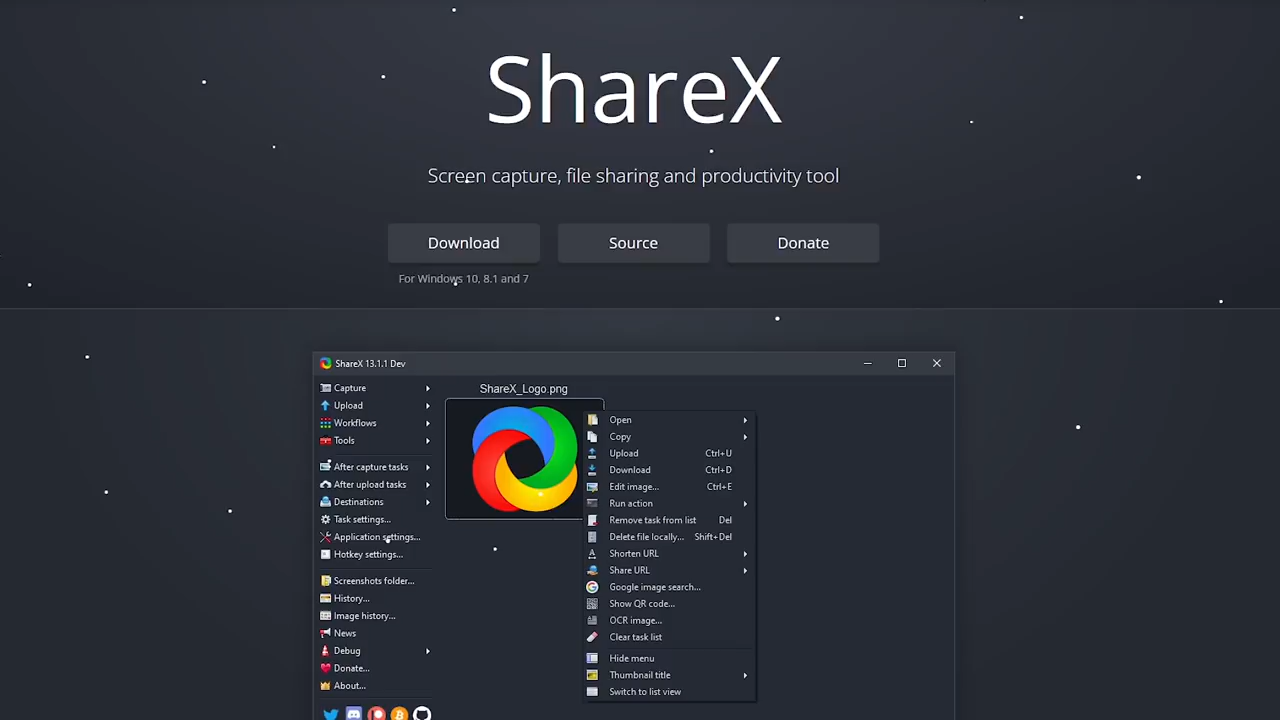 ShareX
Screen capture, file sharing and productivity tool
Download
Source
Donate
For Windows 10, 8.1 and 7
ShareX 13.1.1 Dev
Capture
Upload
Workflows
Tools
After capture tasks
After upload tasks
Destinations
Task settings...
Application settings...
Hotkey settings...
Screenshots folder...
History...
Image history...
News
Debug
Donate...
About...
ShareX_Logo.png
Open
Copy
Upload Ctrl+U
Download Ctrl+D
Edit image... Ctrl+E
Run action
Remove task from list Del
Delete file locally... Shift+Del
Shorten URL
Share URL
Google image search...
Show QR code...
OCR image...
Clear task list
Hide menu
Thumbnail title
Switch to list view